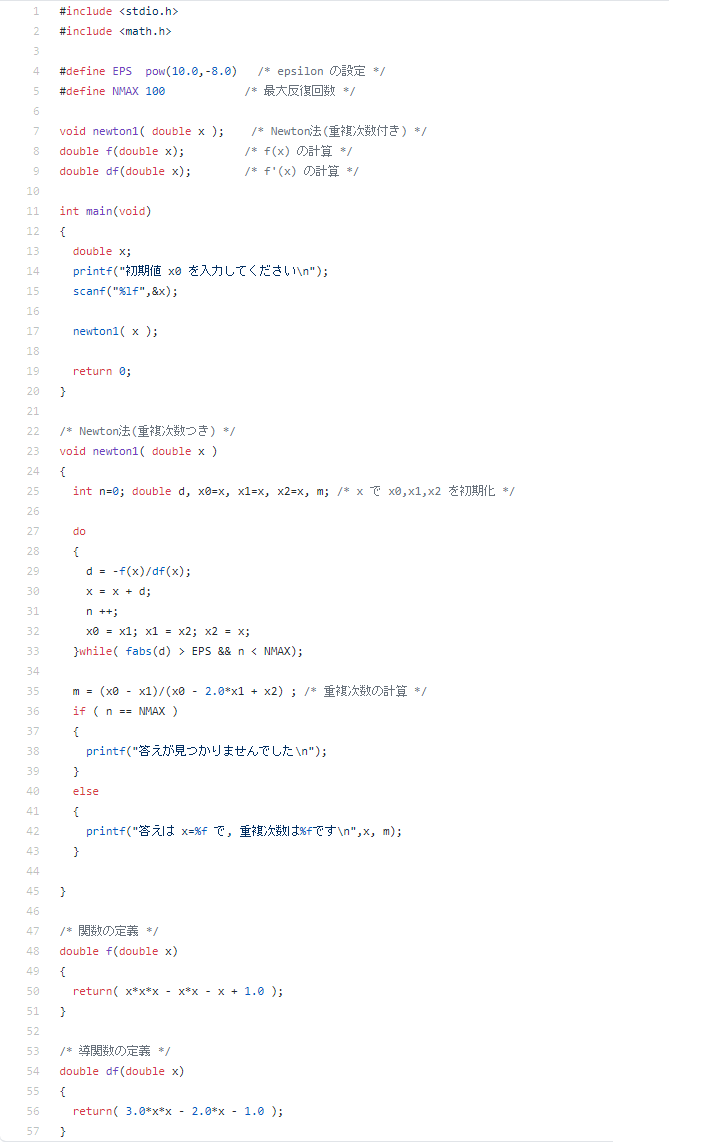 1 #include <stdio.h>
2 #include <math.h>
3
4 #define EPS  pow(10.0,-8.0)   /* epsilon の設定 */
5 #define NMAX 100            /* 最大反復回数 */
6
7 void newton1( double x );    /* Newton法(重複次数付き) */
8 double f(double x);         /* f(x) の計算 */
9 double df(double x);        /* f'(x) の計算 */
10
11 int main(void)
12 {
13   double x;
14   printf("初期値 x0 を入力してください\n");
15   scanf("%lf",&x);
16
17   newton1( x );
18
19   return 0;
20 }
21
22 /* Newton法(重複次数つき) */
23 void newton1( double x )
24 {
25   int n=0; double d, x0=x, x1=x, x2=x, m; /* x で x0,x1,x2 を初期化 */
26
27   do
28   {
29     d = -f(x)/df(x);
30     x = x + d;
31     n ++;
32     x0 = x1; x1 = x2; x2 = x;
33   }while( fabs(d) > EPS && n < NMAX);
34
35   m = (x0 - x1)/(x0 - 2.0*x1 + x2) ; /* 重複次数の計算 */
36   if ( n == NMAX )
37   {
38     printf("答えが見つかりませんでした\n");
39   }
40   else
41   {
42     printf("答えは x=%f で, 重複次数は%fです\n",x, m);
43   }
44
45 }
46
47 /* 関数の定義 */
48 double f(double x)
49 {
50   return( x*x*x - x*x - x + 1.0 );
51 }
52
53 /* 導関数の定義 */
54 double df(double x)
55 {
56   return( 3.0*x*x - 2.0*x - 1.0 );
57 }